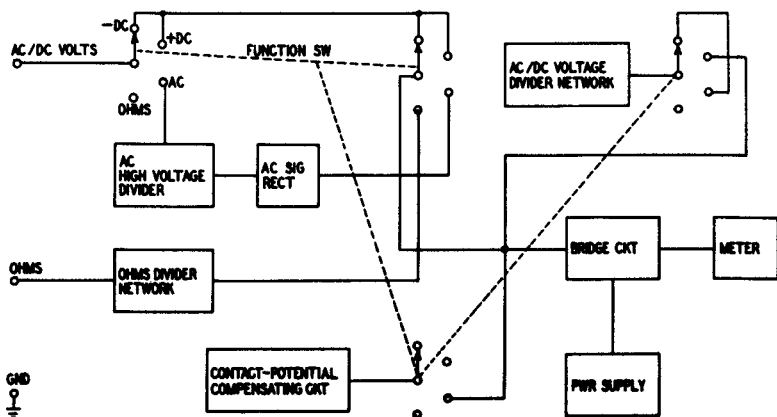 -DC
+DC
AC/DC VOLTS
FUNCTION SW
AC
OHMS
AC/DC VOLTAGE
DIVIDER NETWORK
AC
HIGH VOLTAGE
DIVIDER
AC SIG
RECT
OHMS
OHMS DIVIDER
NETWORK
BRIDGE CKT
METER
GND
CONTACT-POTENTIAL
COMPENSATING CKT
PWR SUPPLY